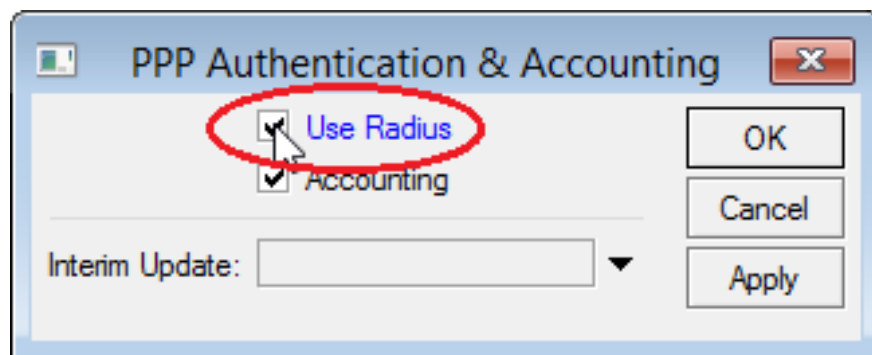 PPP Authentication & Accounting
Use Radius
OK
Accounting
Cancel
Interim Update:
Apply